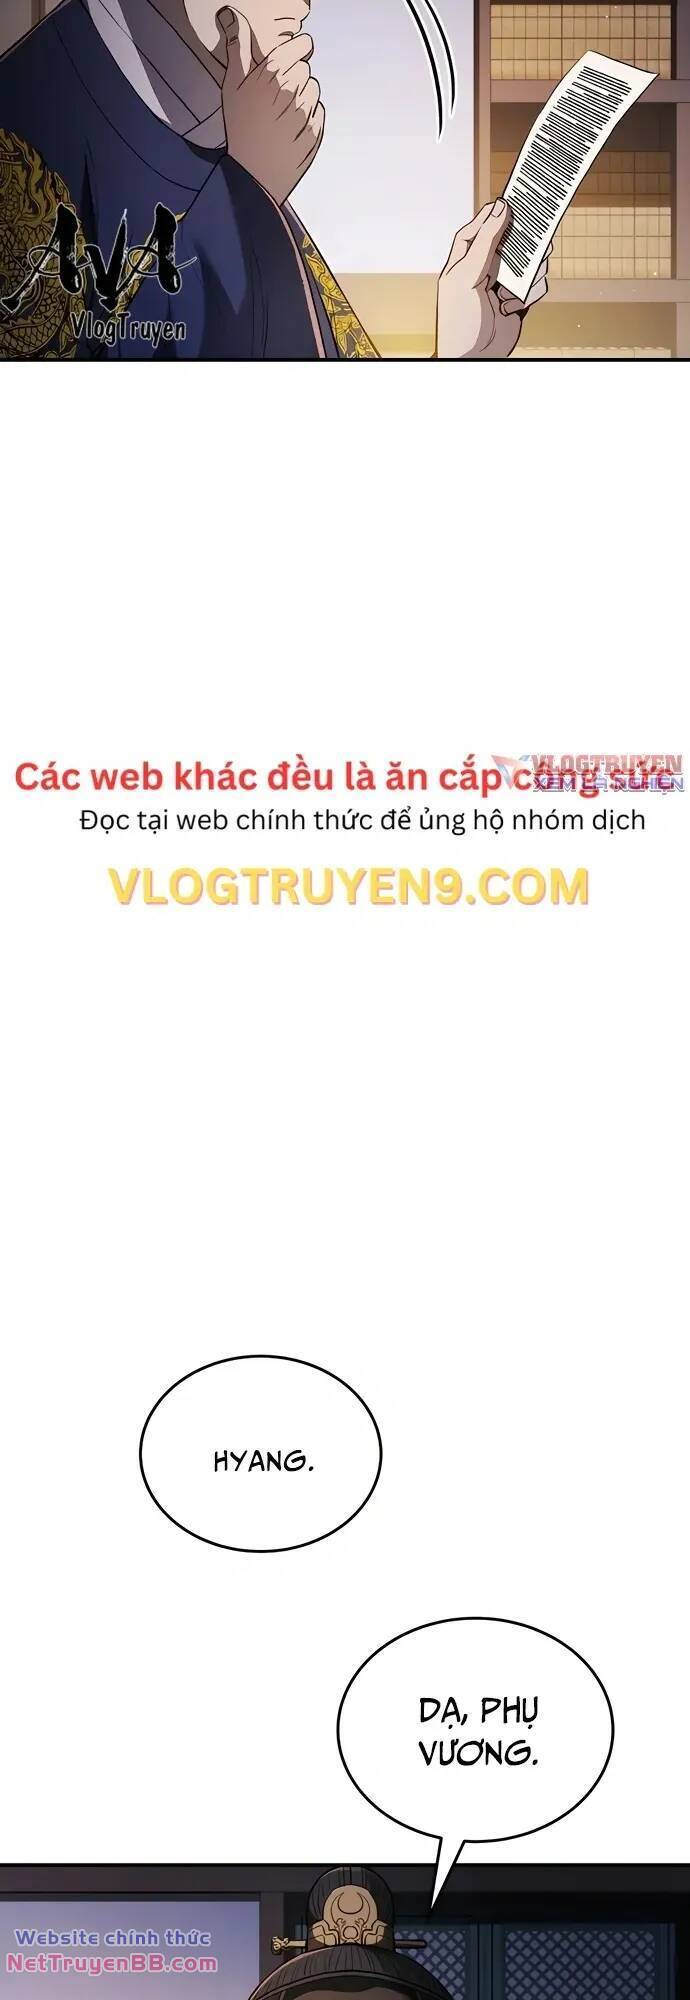 AVA
VlogTruyen
Các web khác đều là ăn cắp công sức
VLOGTRUYEN
XEM LÀ NGHIỆN
Đọc tại web chính thức để ủng hộ nhóm dịch
VLOGTRUYEN9.COM
HYANG.
DẠ, PHỤ
VƯƠNG.
Website chính thức
NetTruyenBB.com